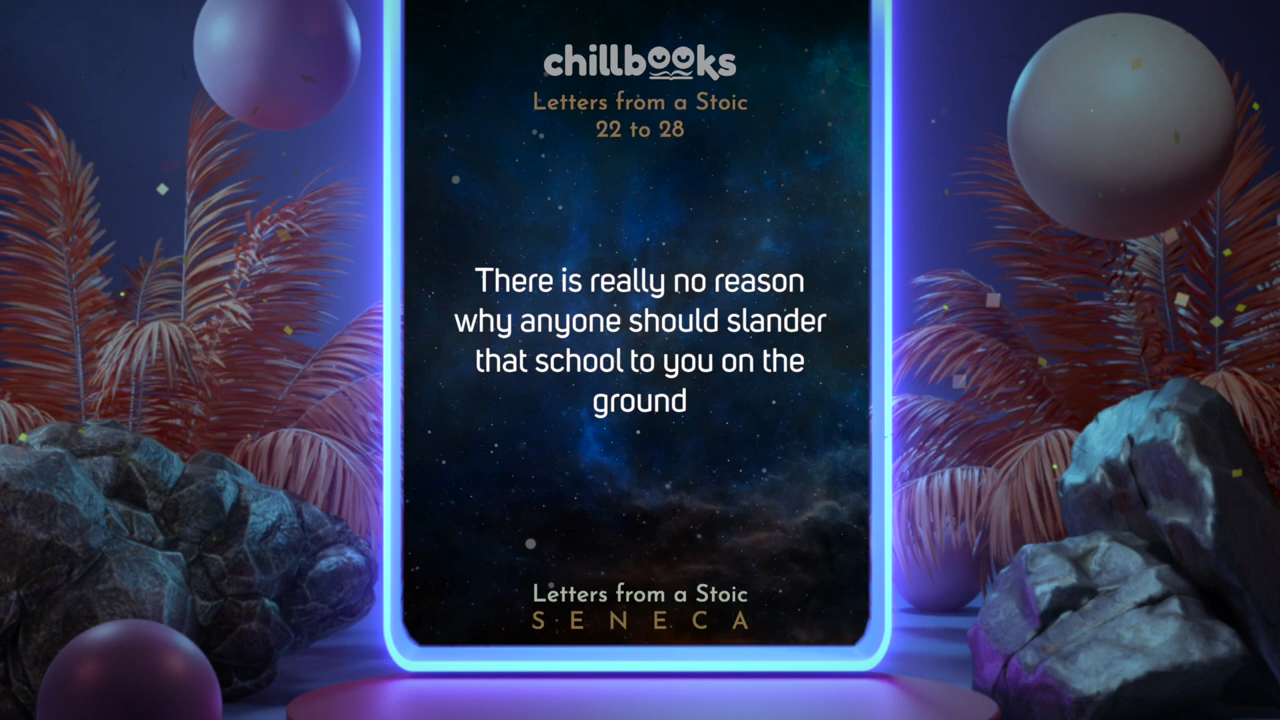 chillbooks
Letters from a Stoic
22 to 28
There is really no reason
why anyone should slander
that school to you on the
ground
Letters from a Stoic
SENECA